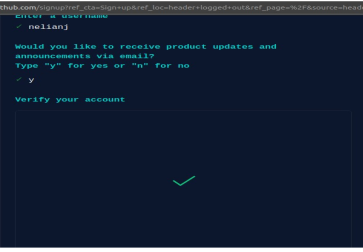 thub.com/signup?ref_cta=Sign+up&ref_loc=header+logged+out&ref_page=%2F&source=head
Enter a username
✓ nelianj
Would you like to receive product updates and
announcements via email?
Type "y" for yes or "n" for no
✓ y
Verify your account